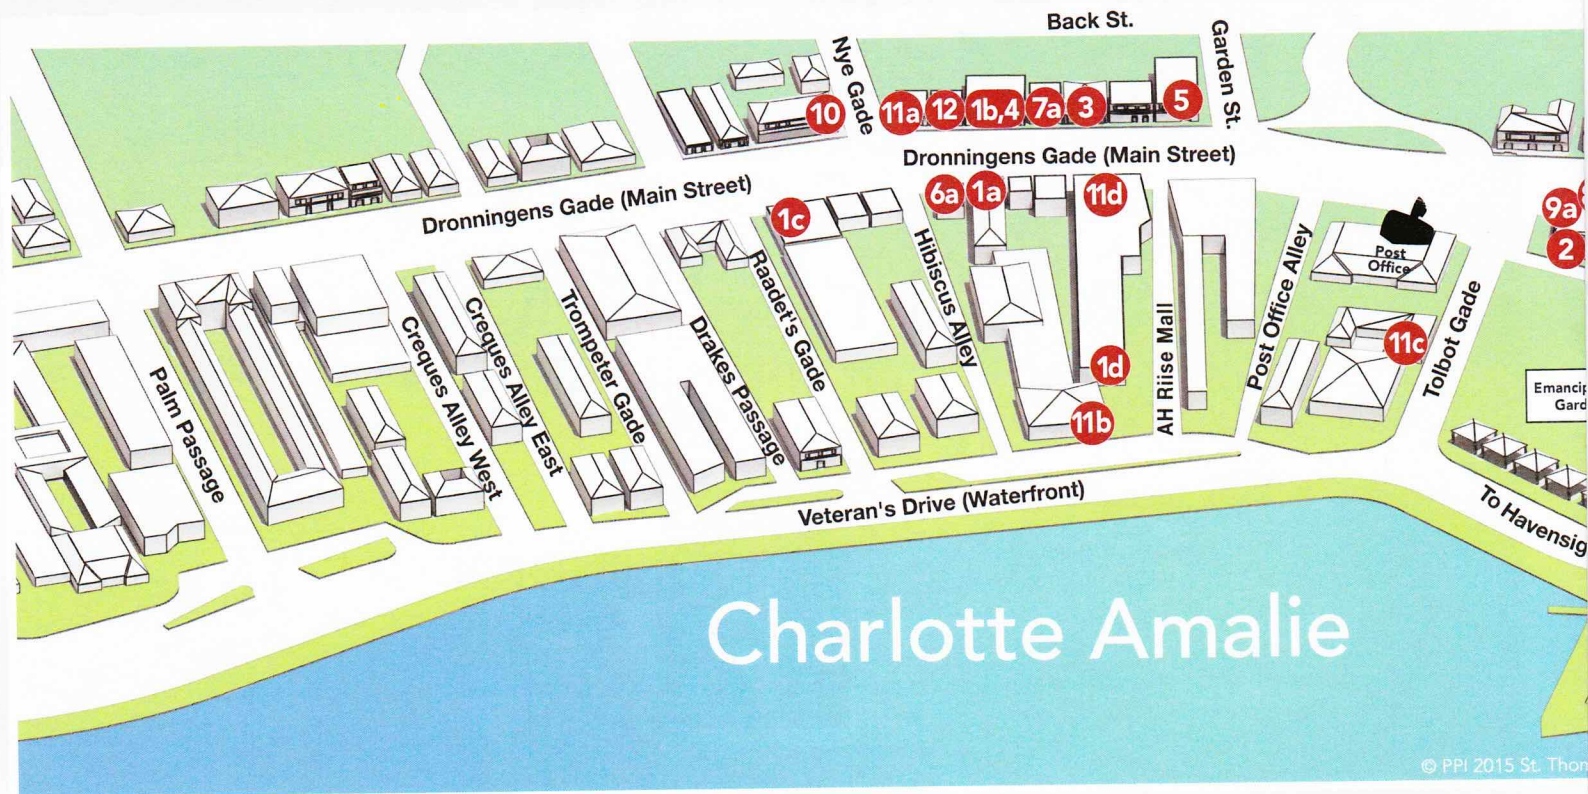 Back St.
Nye Gade
Garden St.
10
11a
12
1b,4
7a
3
5
Dronningens Gade (Main Street)
Dronningens Gade (Main Street)
1c
6a
1a
11d
9a
2
Post
Office
Palm Passage
Creques Alley West
Creques Alley East
Trompeter Gade
Drakes Passage
Raadet's Gade
Hibiscus Alley
AH Riise Mall
Post Office Alley
Tolbot Gade
11c
1d
11b
Veteran's Drive (Waterfront)
To Havensig
Charlotte Amalie
© PPI 2015 St.